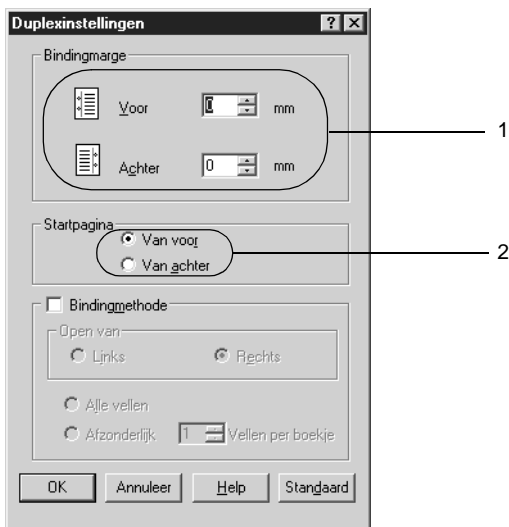 Duplexinstellingen
Bindingmarge
Voor 0 mm
1
Achter 0 mm
Startpagina
Van voor
2
Van achter
Bindingmethode
Open van
Links Rechts
Alle vellen
Afzonderlijk 1 Vellen per boekje
OK Annuleer Help Standaard